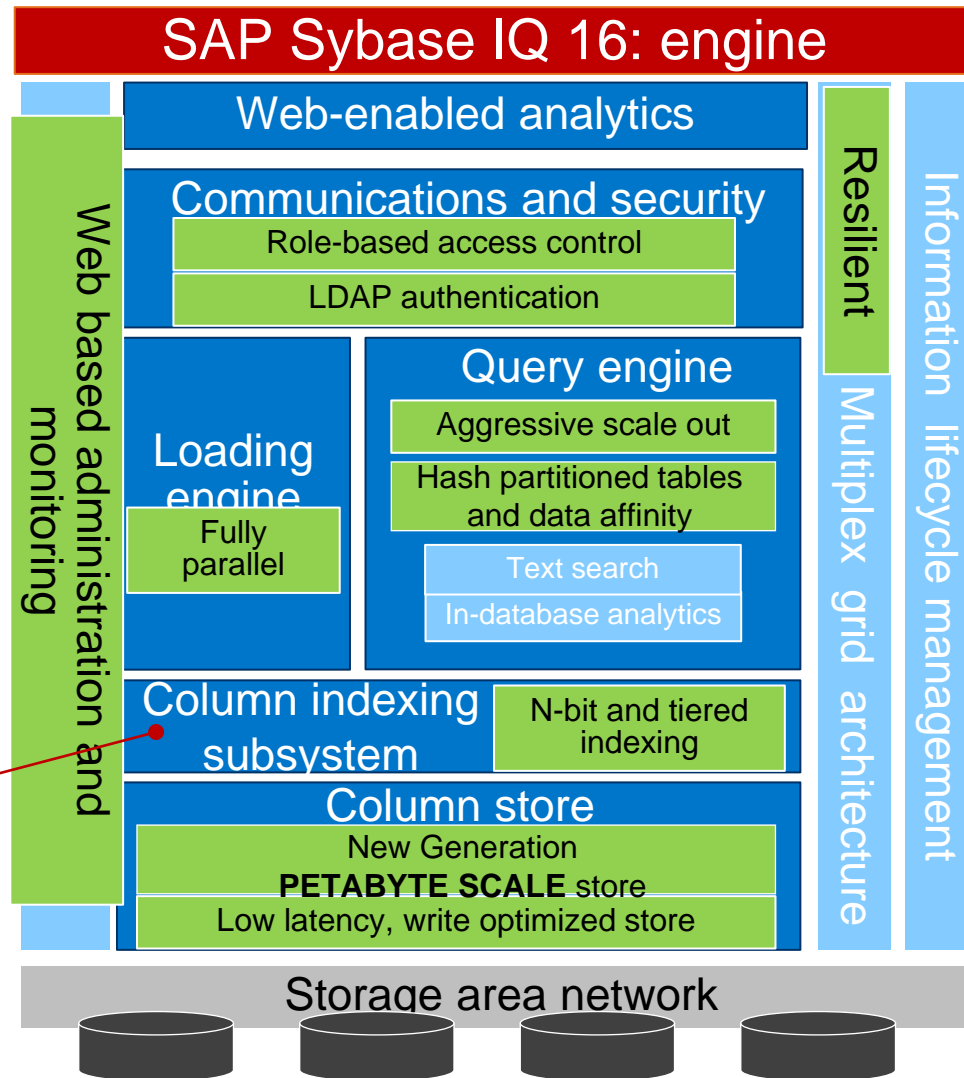 SAP Sybase IQ 16: engine
Web-enabled analytics
Communications and security
Role-based access control
LDAP authentication
Web based administration and
monitoring
Loading
engine
Fully
parallel
Query engine
Aggressive scale out
Hash partitioned tables
and data affinity
Text search
In-database analytics
Column indexing
subsystem
N-bit and tiered
indexing
Column store
New Generation
PETABYTE SCALE store
Low latency, write optimized store
Resilient
Multiplex grid architecture
Information lifecycle management
Storage area network